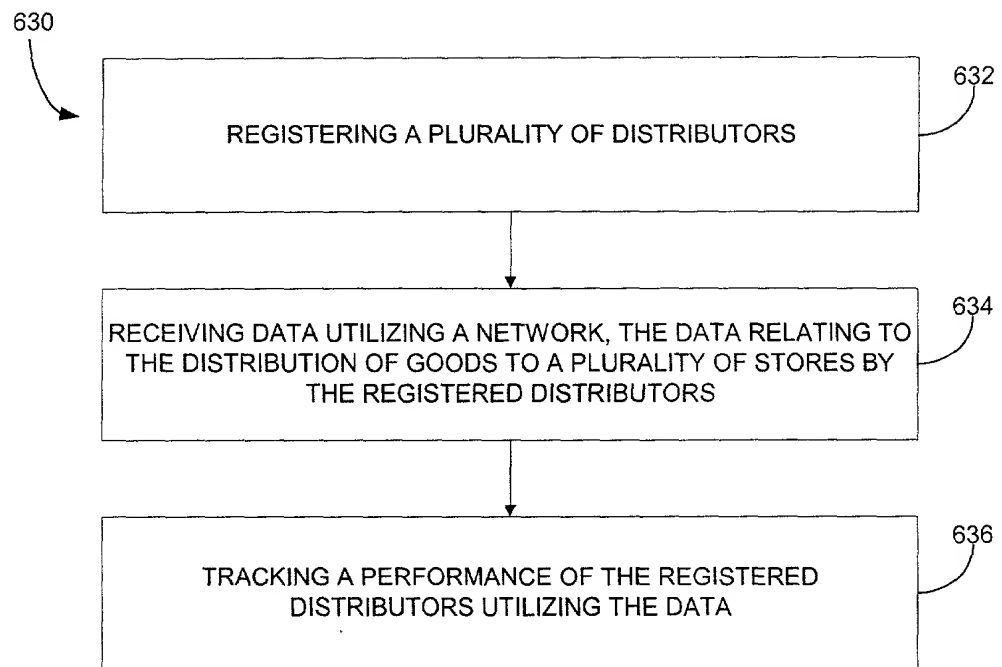 630
632
REGISTERING A PLURALITY OF DISTRIBUTORS
634
RECEIVING DATA UTILIZING A NETWORK, THE DATA RELATING TO
THE DISTRIBUTION OF GOODS TO A PLURALITY OF STORES BY
THE REGISTERED DISTRIBUTORS
636
TRACKING A PERFORMANCE OF THE REGISTERED
DISTRIBUTORS UTILIZING THE DATA